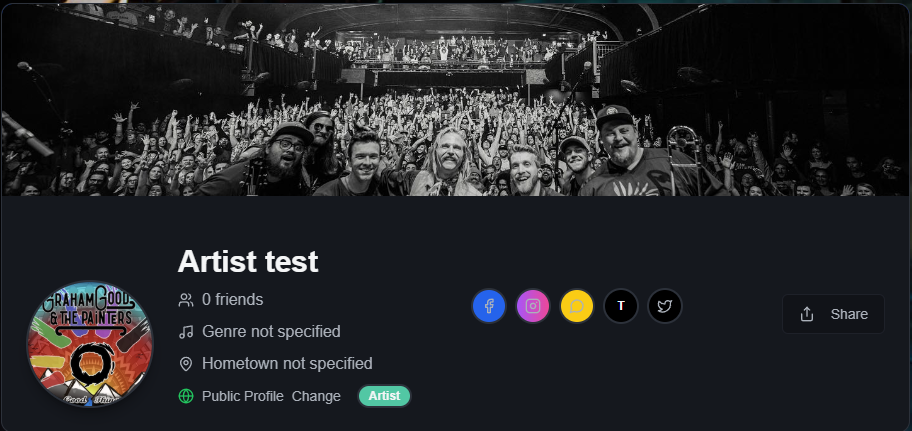 Artist test
0 friends
Genre not specified
Hometown not specified
Public Profile Change Artist
T
Share
GRAHAM GOOD
& THE PAINTERS
Good